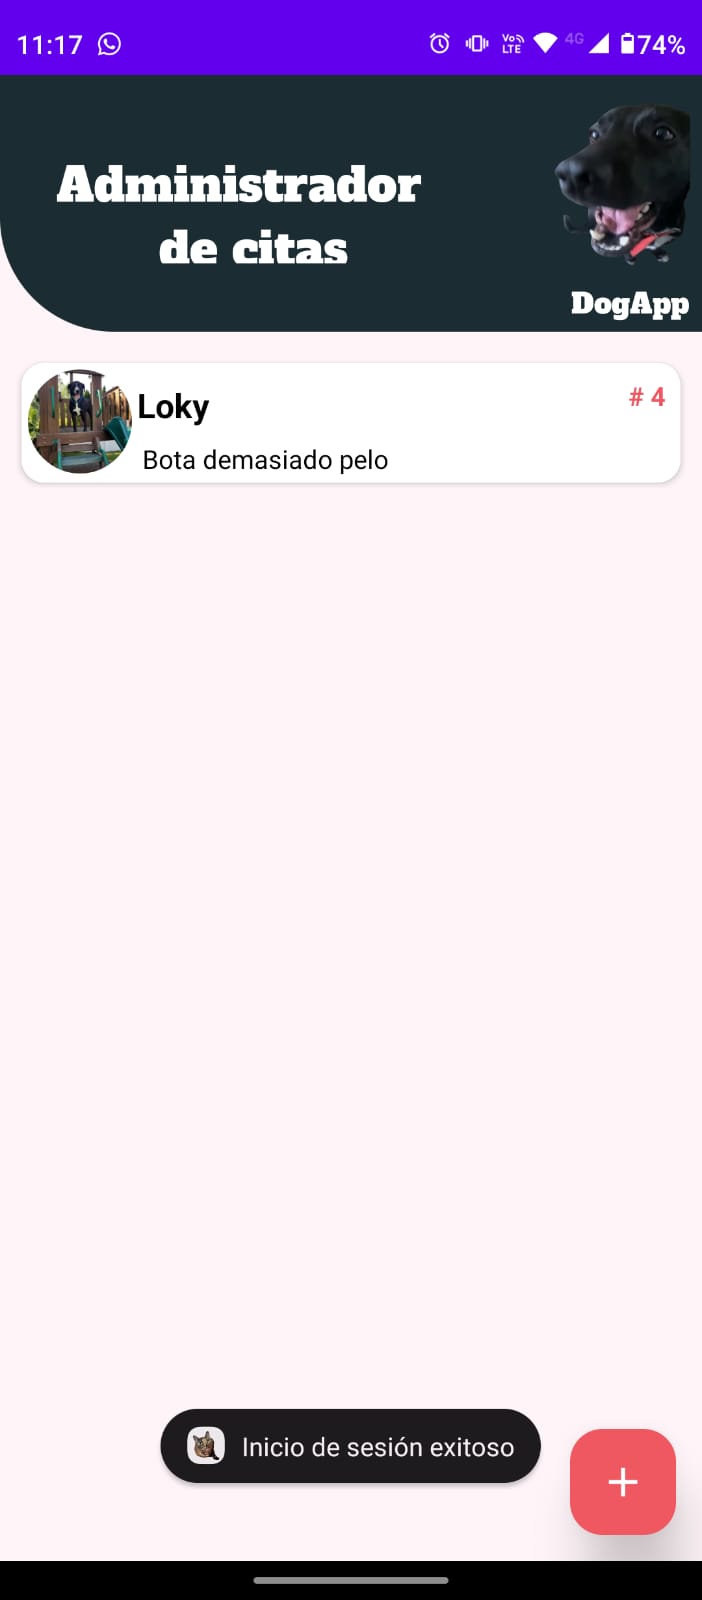 11:17
Vo))
LTE
4G
74%
Administrador
de citas
DogApp
Loky
# 4
Bota demasiado pelo
Inicio de sesión exitoso
+